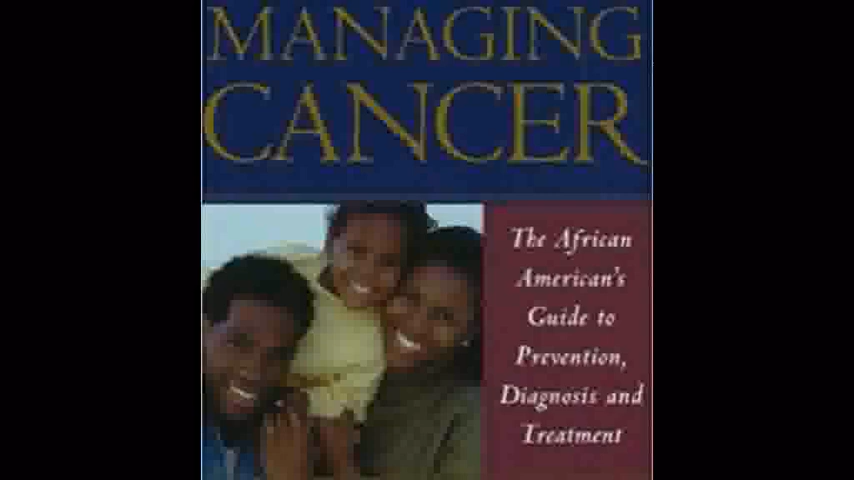 MANAGING
CANCER
The African
American's
Guide to
Prevention,
Diagnosis and
Treatment